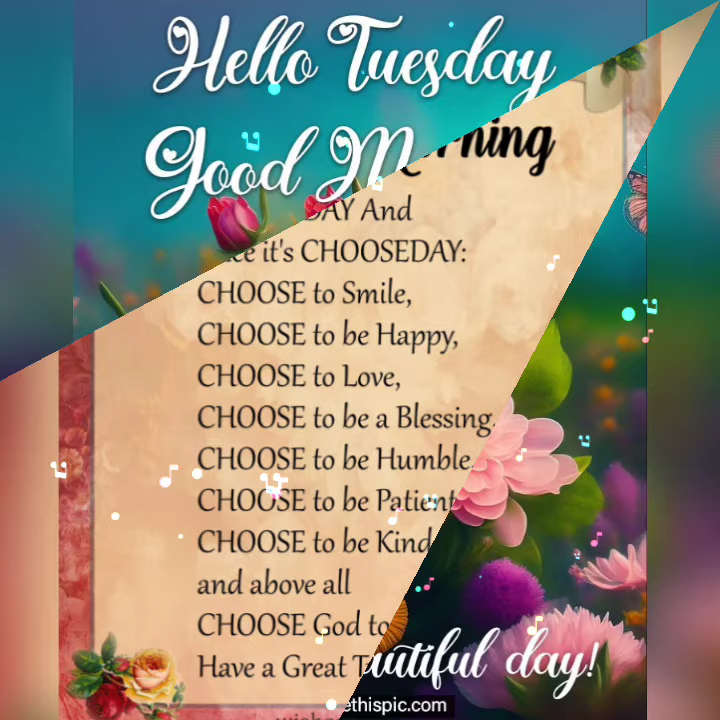 Hello Tuesday
Good M rning
DAY And
it's CHOOSEDAY:
CHOOSE to Smile,
CHOOSE to be Happy,
CHOOSE to Love,
CHOOSE to be a Blessing.
CHOOSE to be Humble.
CHOOSE to be Patient
CHOOSE to be Kind
and above all
CHOOSE God to
Have a Great T utiful day!
ethispic.com